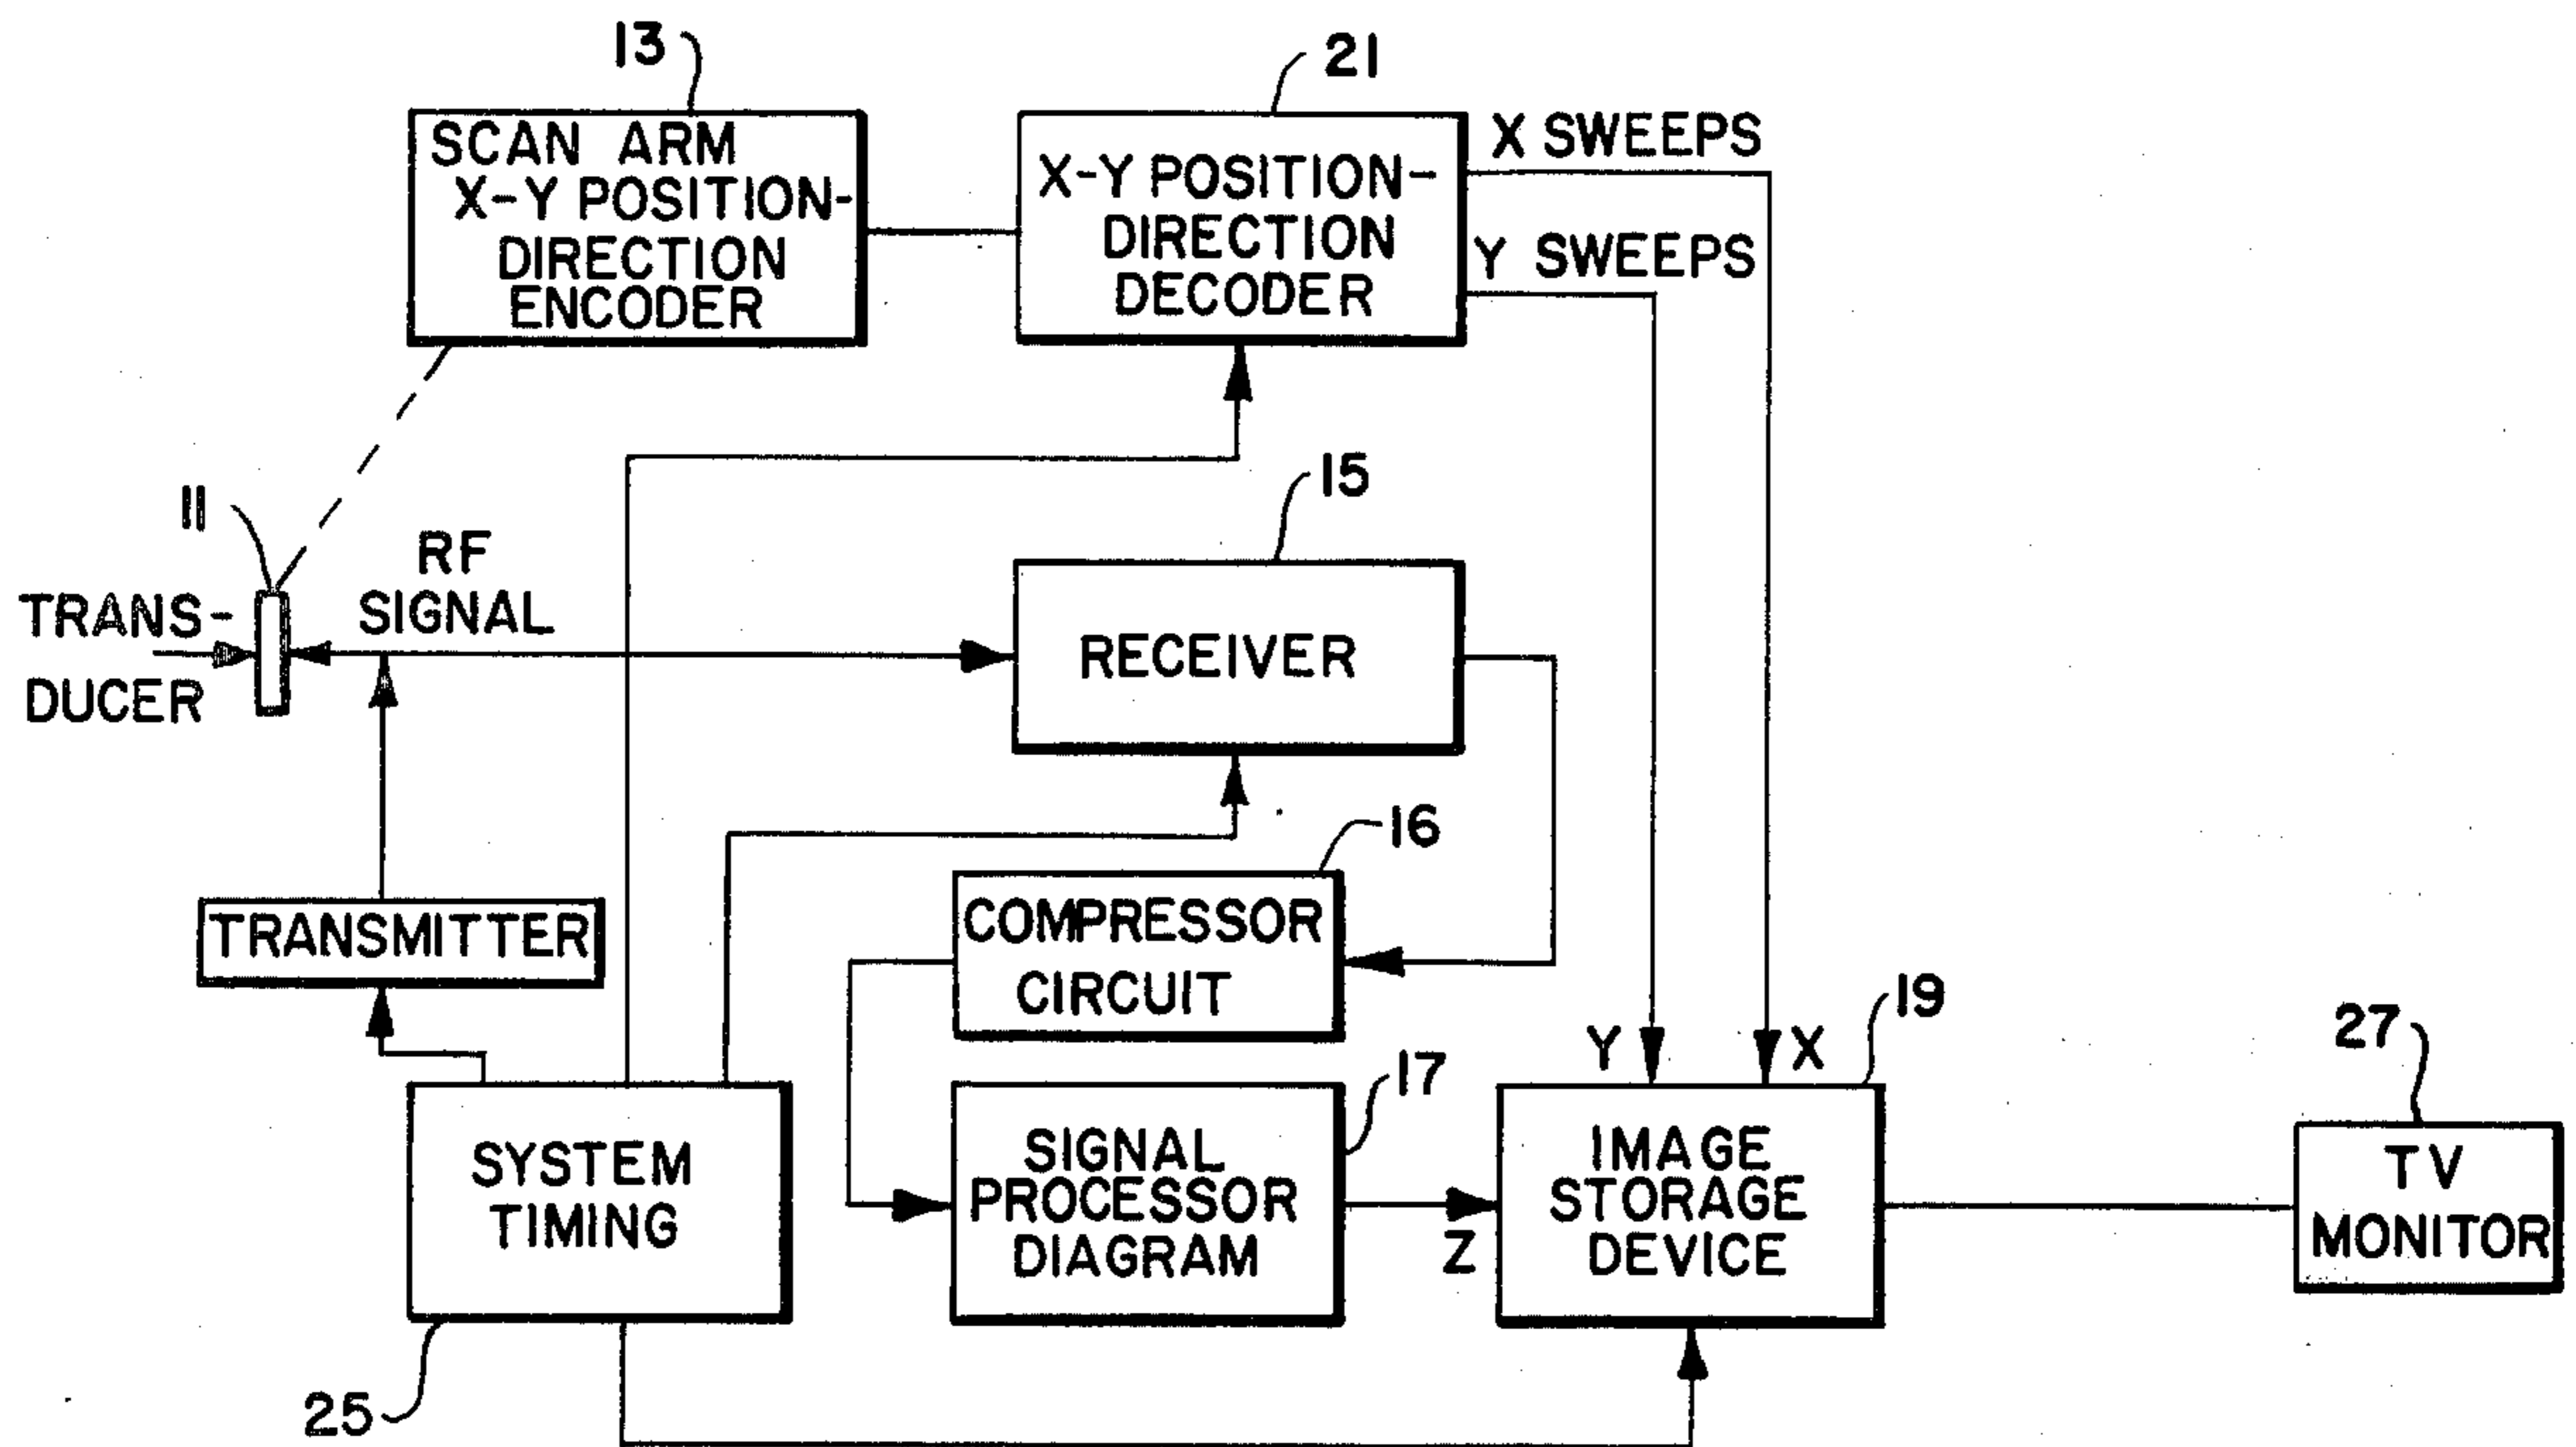 13
SCAN ARM
X-Y POSITION-
DIRECTION
ENCODER
21
X-Y POSITION-
DIRECTION
DECODER
X SWEEPS
Y SWEEPS
11
TRANS-
DUCER
RF
SIGNAL
15
RECEIVER
TRANSMITTER
16
COMPRESSOR
CIRCUIT
25
SYSTEM
TIMING
17
SIGNAL
PROCESSOR
DIAGRAM
Z
Y
X
19
IMAGE
STORAGE
DEVICE
27
TV
MONITOR